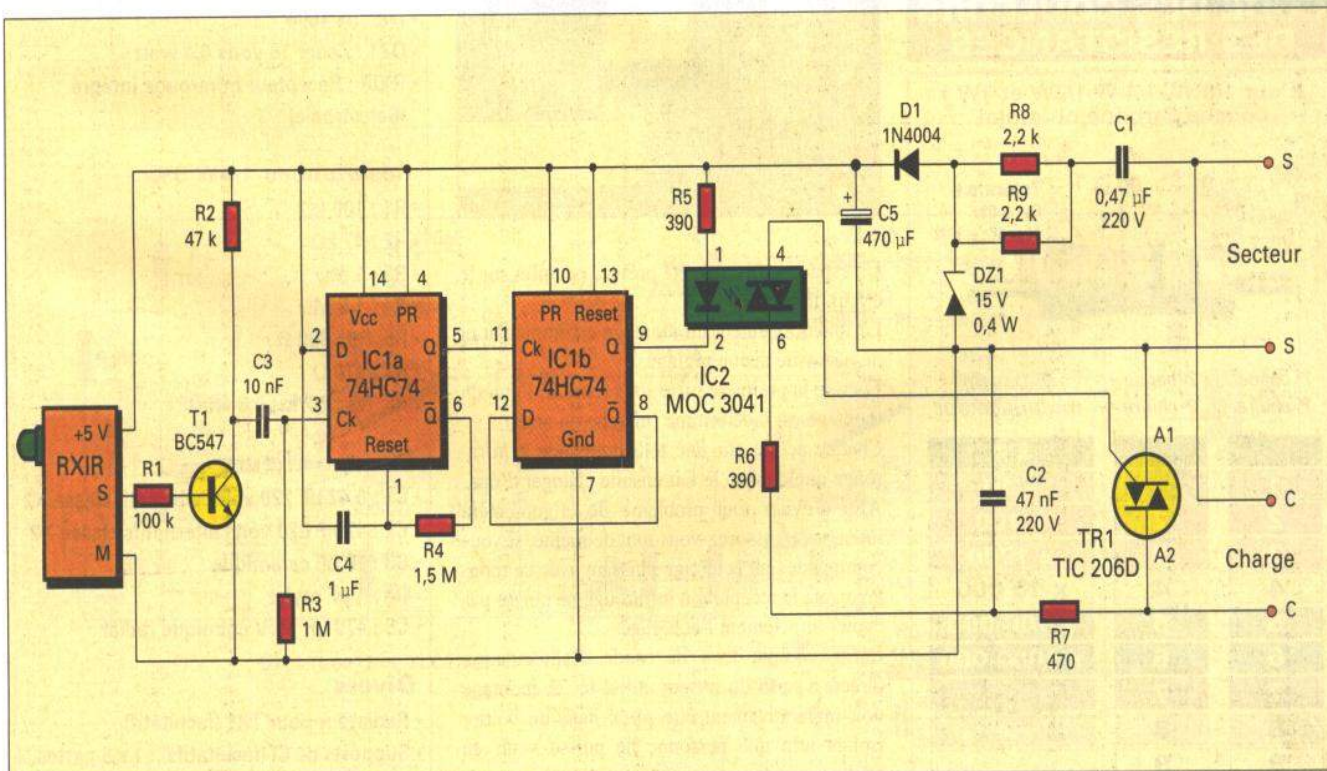 D1
1N4004
R8
2,2 k
R9
2,2 k
C1
0,47 µF
220 V
S
Secteur
S
R2
47 k
R5
390
+
C5
470 µF
DZ1
15 V
0,4 W
14
4
10
13
1
4
Vcc
PR
PR
Reset
2
D
IC1a
74HC74
Q
5
11
Ck
IC1b
74HC74
Q
9
2
6
IC2
MOC 3041
C3
10 nF
3
Ck
Q
6
12
D
Q
8
Reset
Gnd
T1
BC547
+5 V
RXIR
S
M
R1
100 k
1
7
C4
1 µF
R4
1,5 M
R3
1 M
R6
390
C2
47 nF
220 V
A1
A2
TR1
TIC 206D
R7
470
C
Charge
C